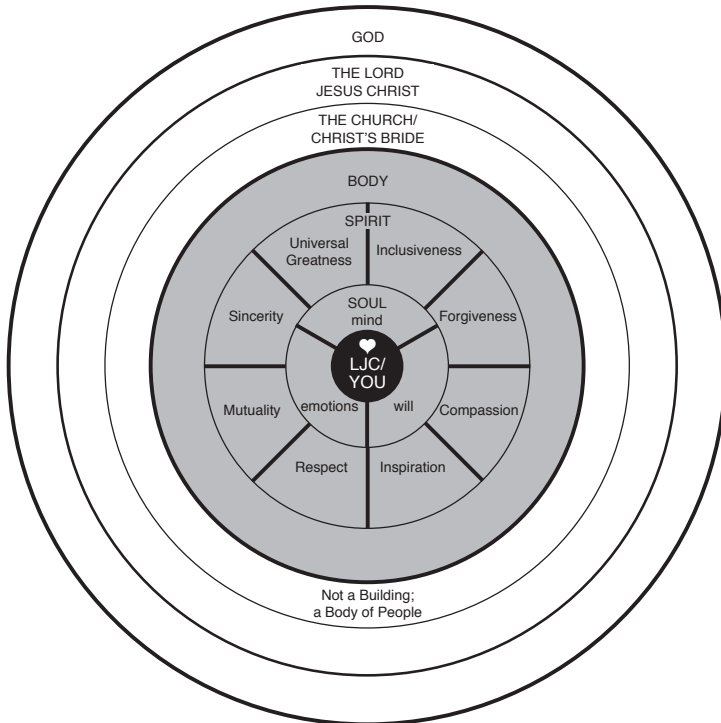 GOD
THE LORD
JESUS CHRIST
THE CHURCH/
CHRIST'S BRIDE
BODY
SPIRIT
Universal
Greatness
Inclusiveness
Sincerity
Forgiveness
SOUL
mind
LJC/
YOU
emotions
will
Mutuality
Compassion
Respect
Inspiration
Not a Building;
a Body of People